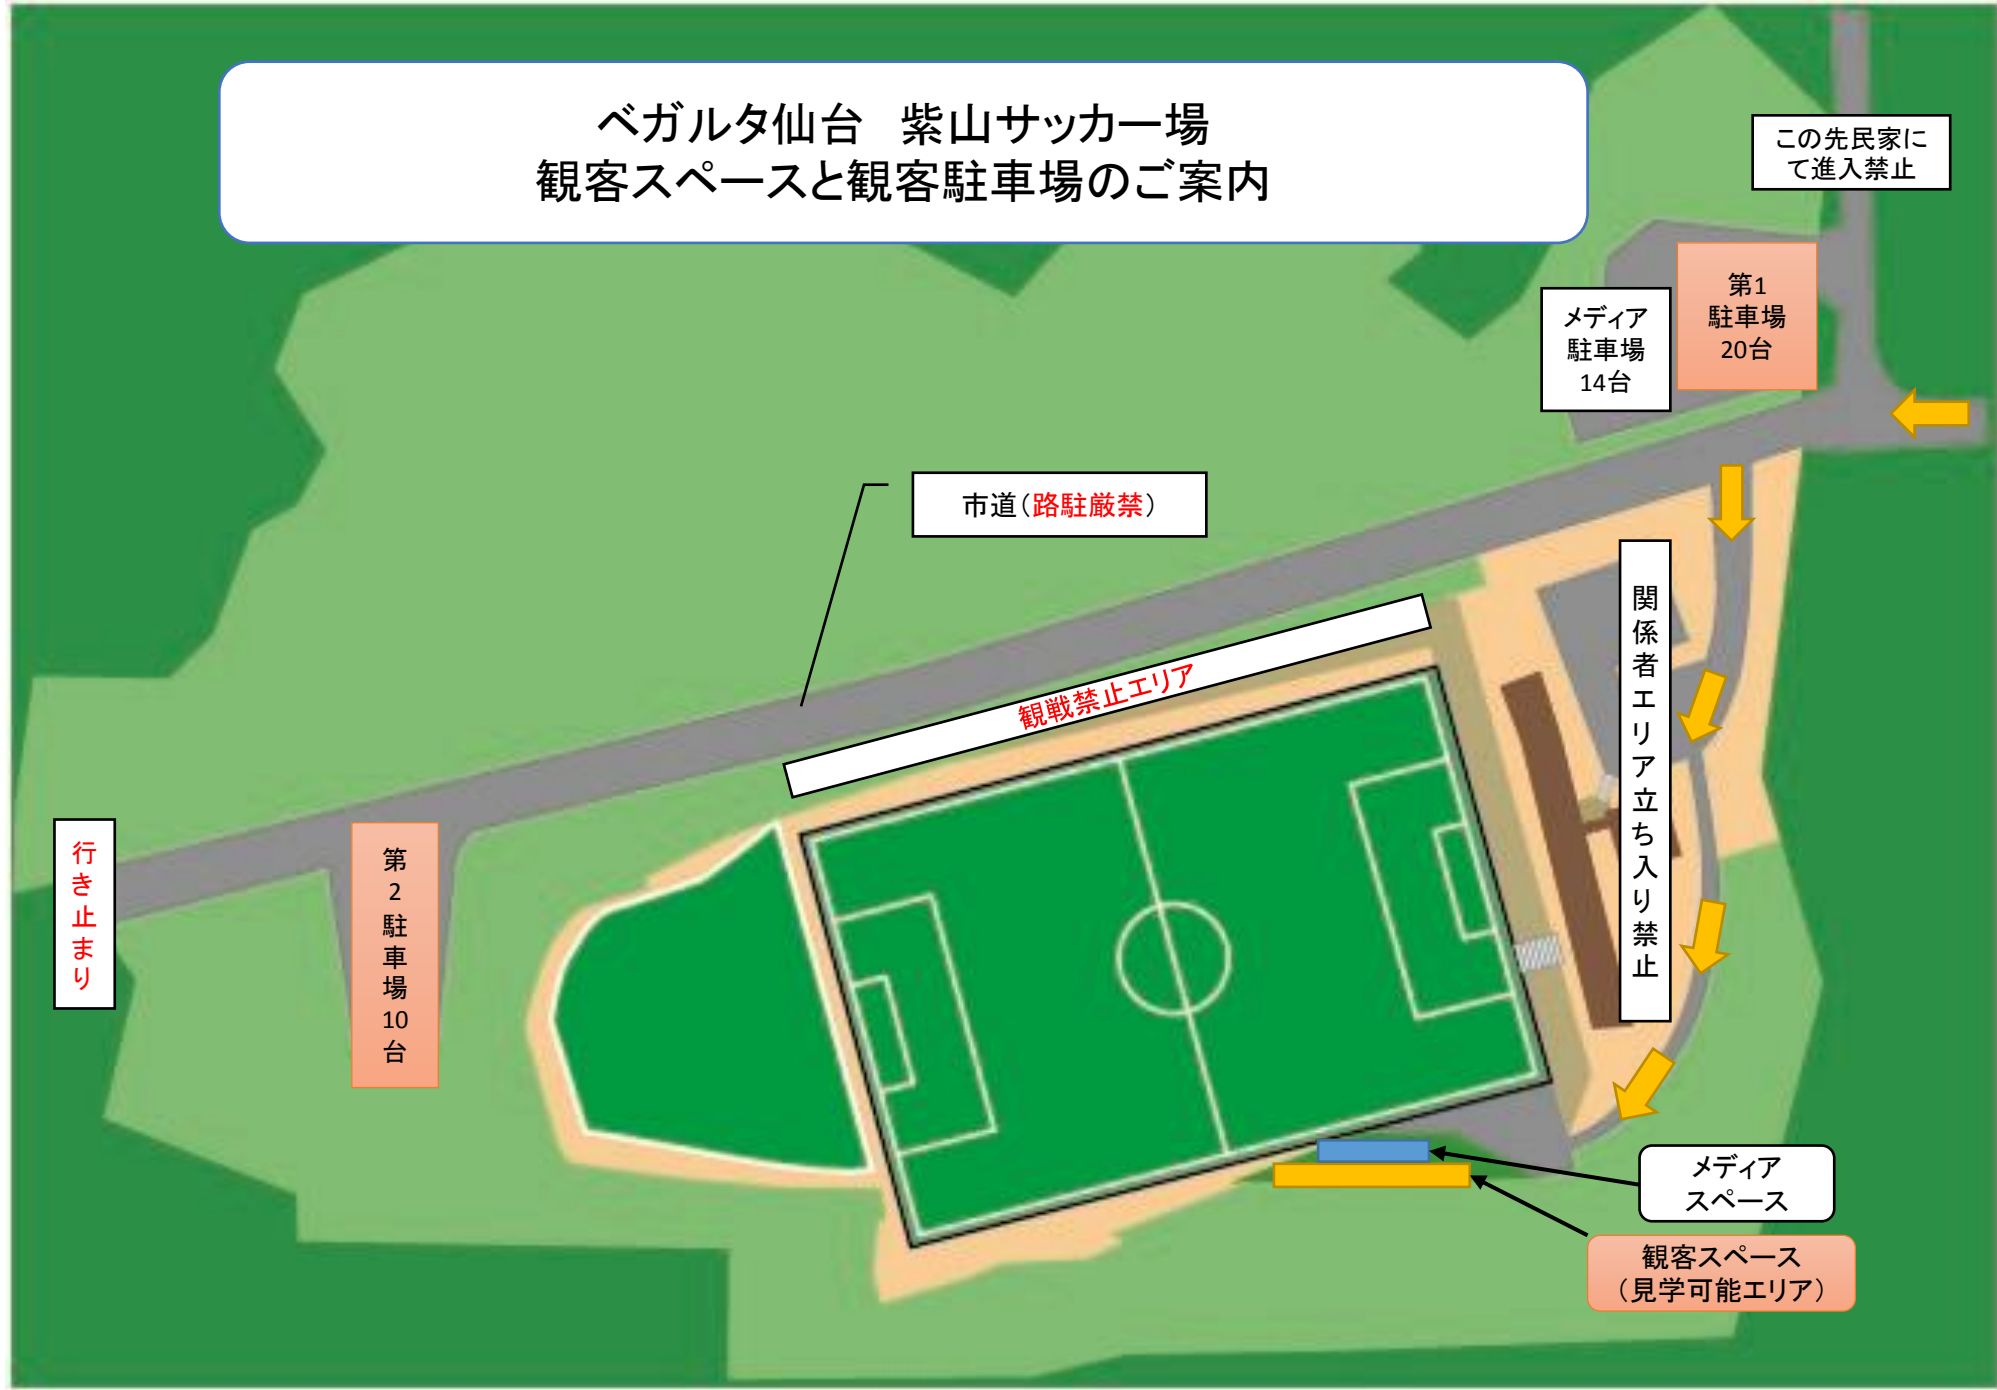 ベガルタ仙台　紫山サッカー場
観客スペースと観客駐車場のご案内
この先民家に
て進入禁止
第1
駐車場
20台
メディア
駐車場
14台
市道（路駐厳禁）
関係者エリア立ち入り禁止
観戦禁止エリア
行き止まり
第2駐車場10台
メディア
スペース
観客スペース
（見学可能エリア）